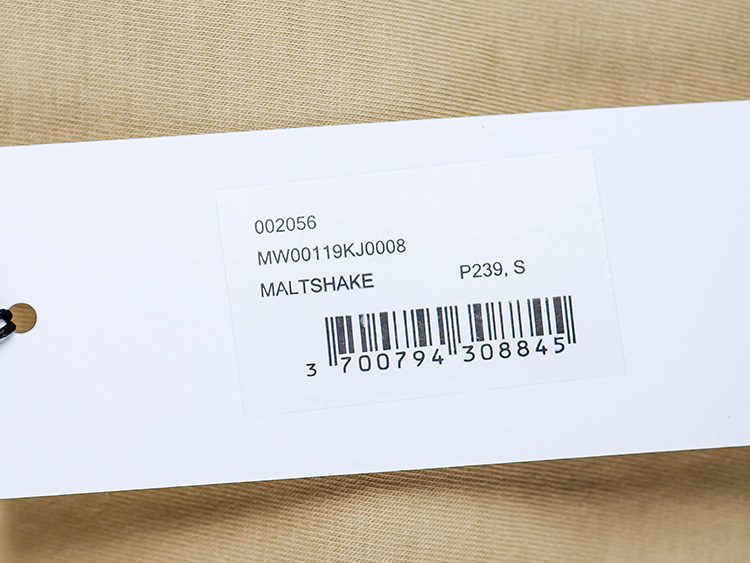 002056
MW00119KJ0008
MALTSHAKE P239, S
3 700794 308845